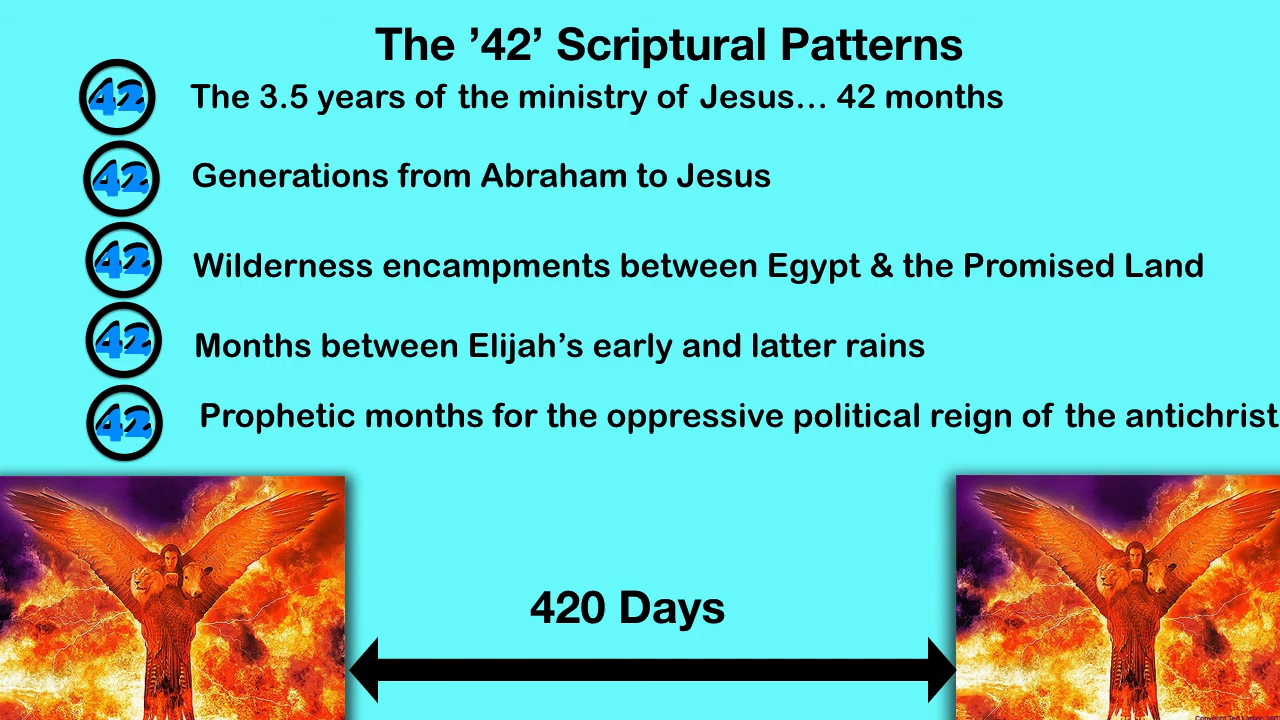 The ’42’ Scriptural Patterns
42 The 3.5 years of the ministry of Jesus... 42 months
42 Generations from Abraham to Jesus
42 Wilderness encampments between Egypt & the Promised Land
42 Months between Elijah’s early and latter rains
42 Prophetic months for the oppressive political reign of the antichrist
420 Days